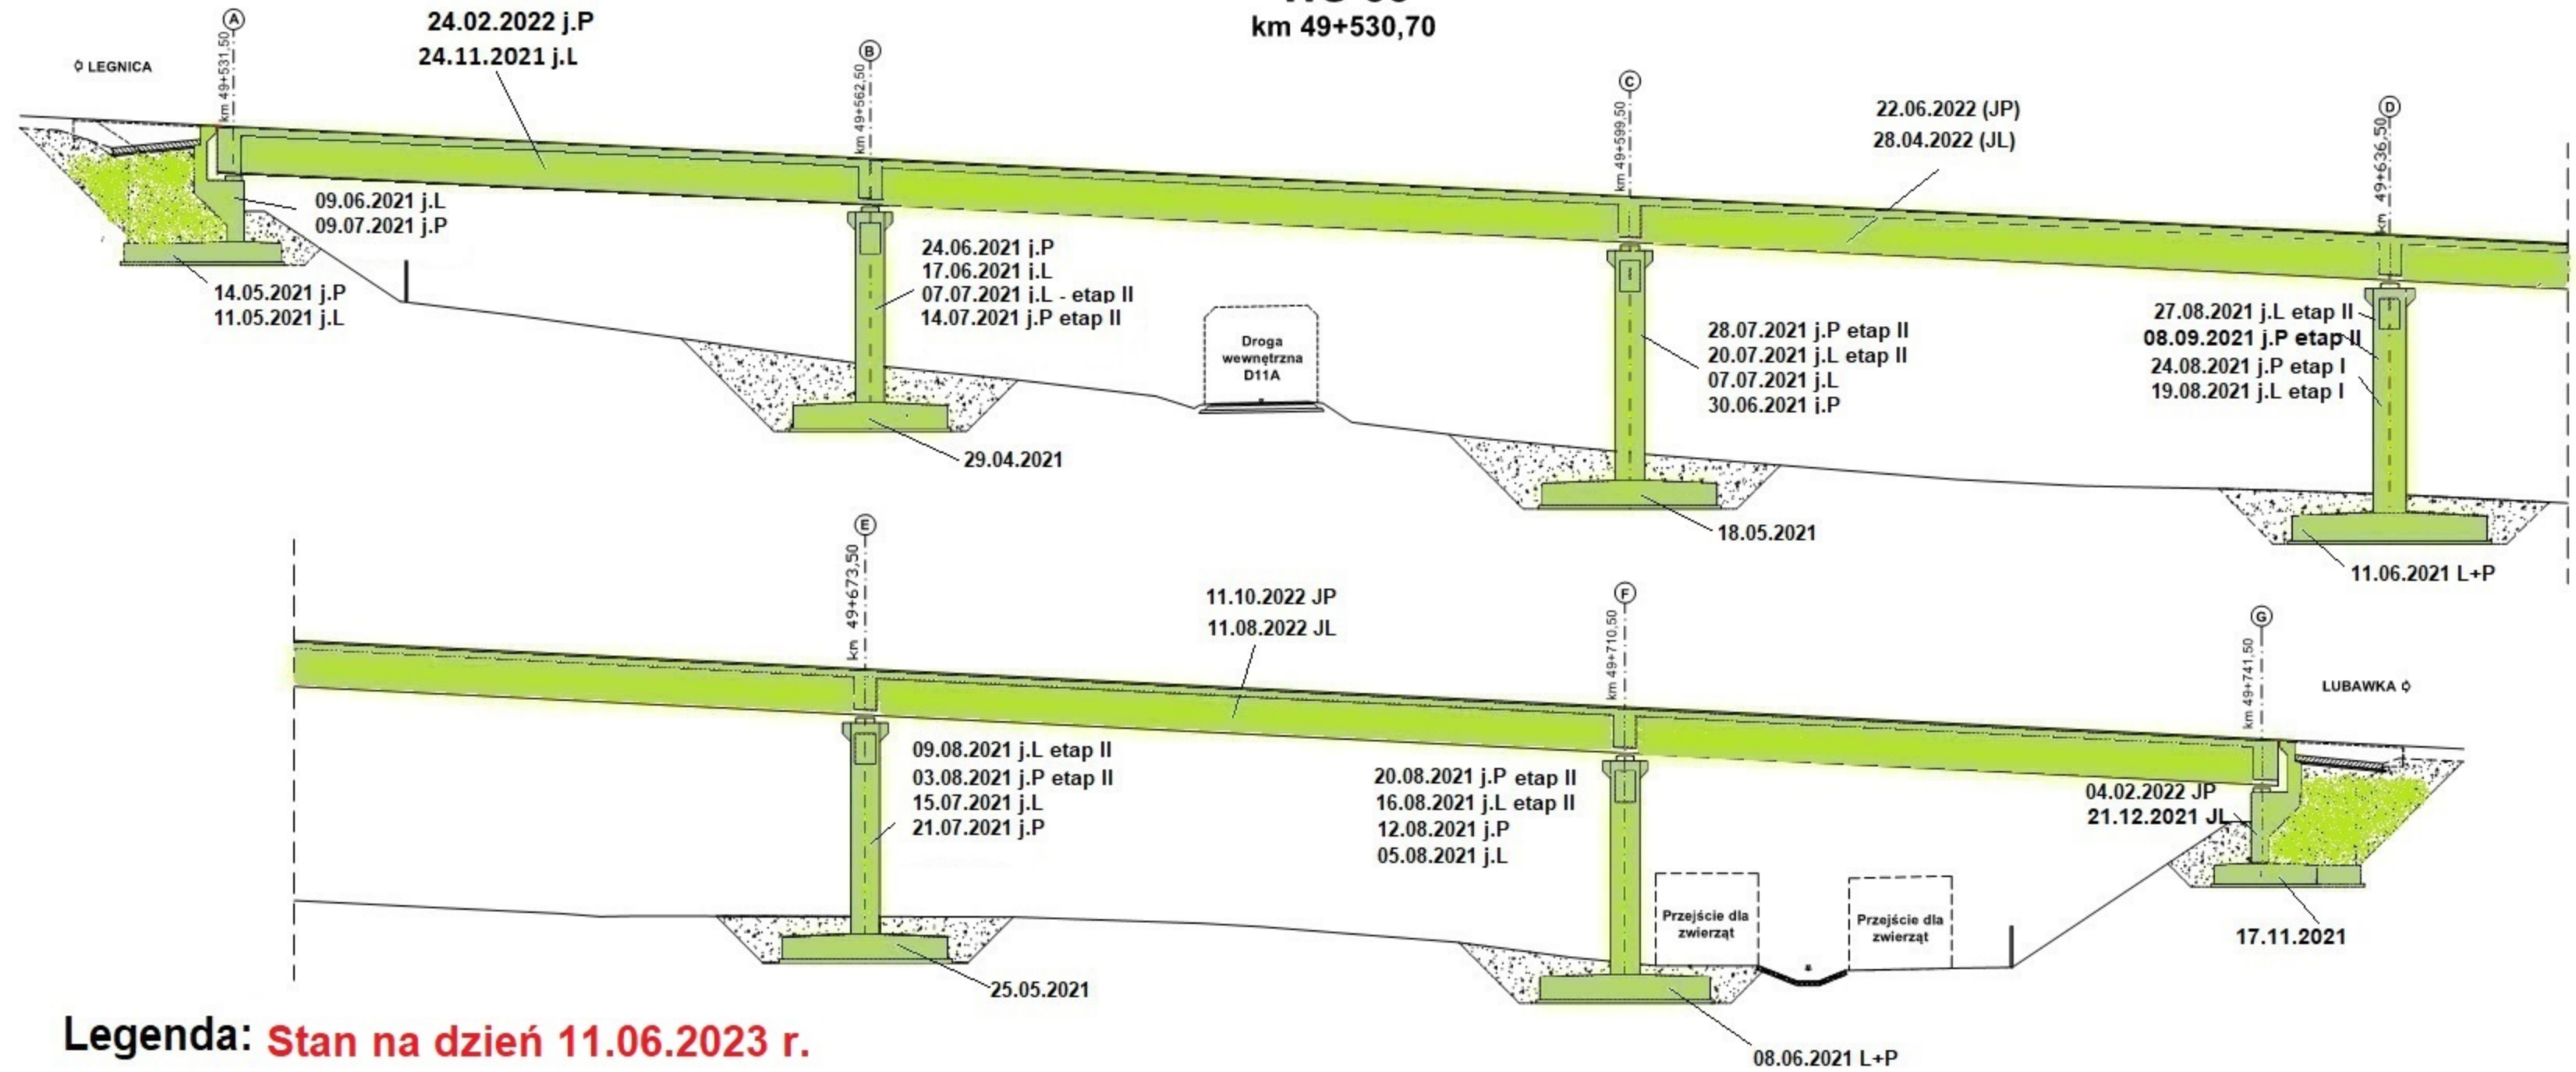 km 49+530,70
LEGNICA
A
km 49+531,50
24.02.2022 j.P
24.11.2021 j.L
B
km 49+562,50
C
km 49+599,50
22.06.2022 (JP)
28.04.2022 (JL)
D
km 49+636,50
09.06.2021 j.L
09.07.2021 j.P
14.05.2021 j.P
11.05.2021 j.L
24.06.2021 j.P
17.06.2021 j.L
07.07.2021 j.L - etap II
14.07.2021 j.P etap II
29.04.2021
Droga
wewnętrzna
D11A
28.07.2021 j.P etap II
20.07.2021 j.L etap II
07.07.2021 j.L
30.06.2021 j.P
18.05.2021
27.08.2021 j.L etap II
08.09.2021 j.P etap II
24.08.2021 j.P etap I
19.08.2021 j.L etap I
11.06.2021 L+P
E
km 49+673,50
11.10.2022 JP
11.08.2022 JL
F
km 49+710,50
G
km 49+741,50
LUBAWKA
09.08.2021 j.L etap II
03.08.2021 j.P etap II
15.07.2021 j.L
21.07.2021 j.P
25.05.2021
20.08.2021 j.P etap II
16.08.2021 j.L etap II
12.08.2021 j.P
05.08.2021 j.L
Przejście dla
zwierząt
Przejście dla
zwierząt
04.02.2022 JP
21.12.2021 JL
17.11.2021
08.06.2021 L+P
Legenda: Stan na dzień 11.06.2023 r.